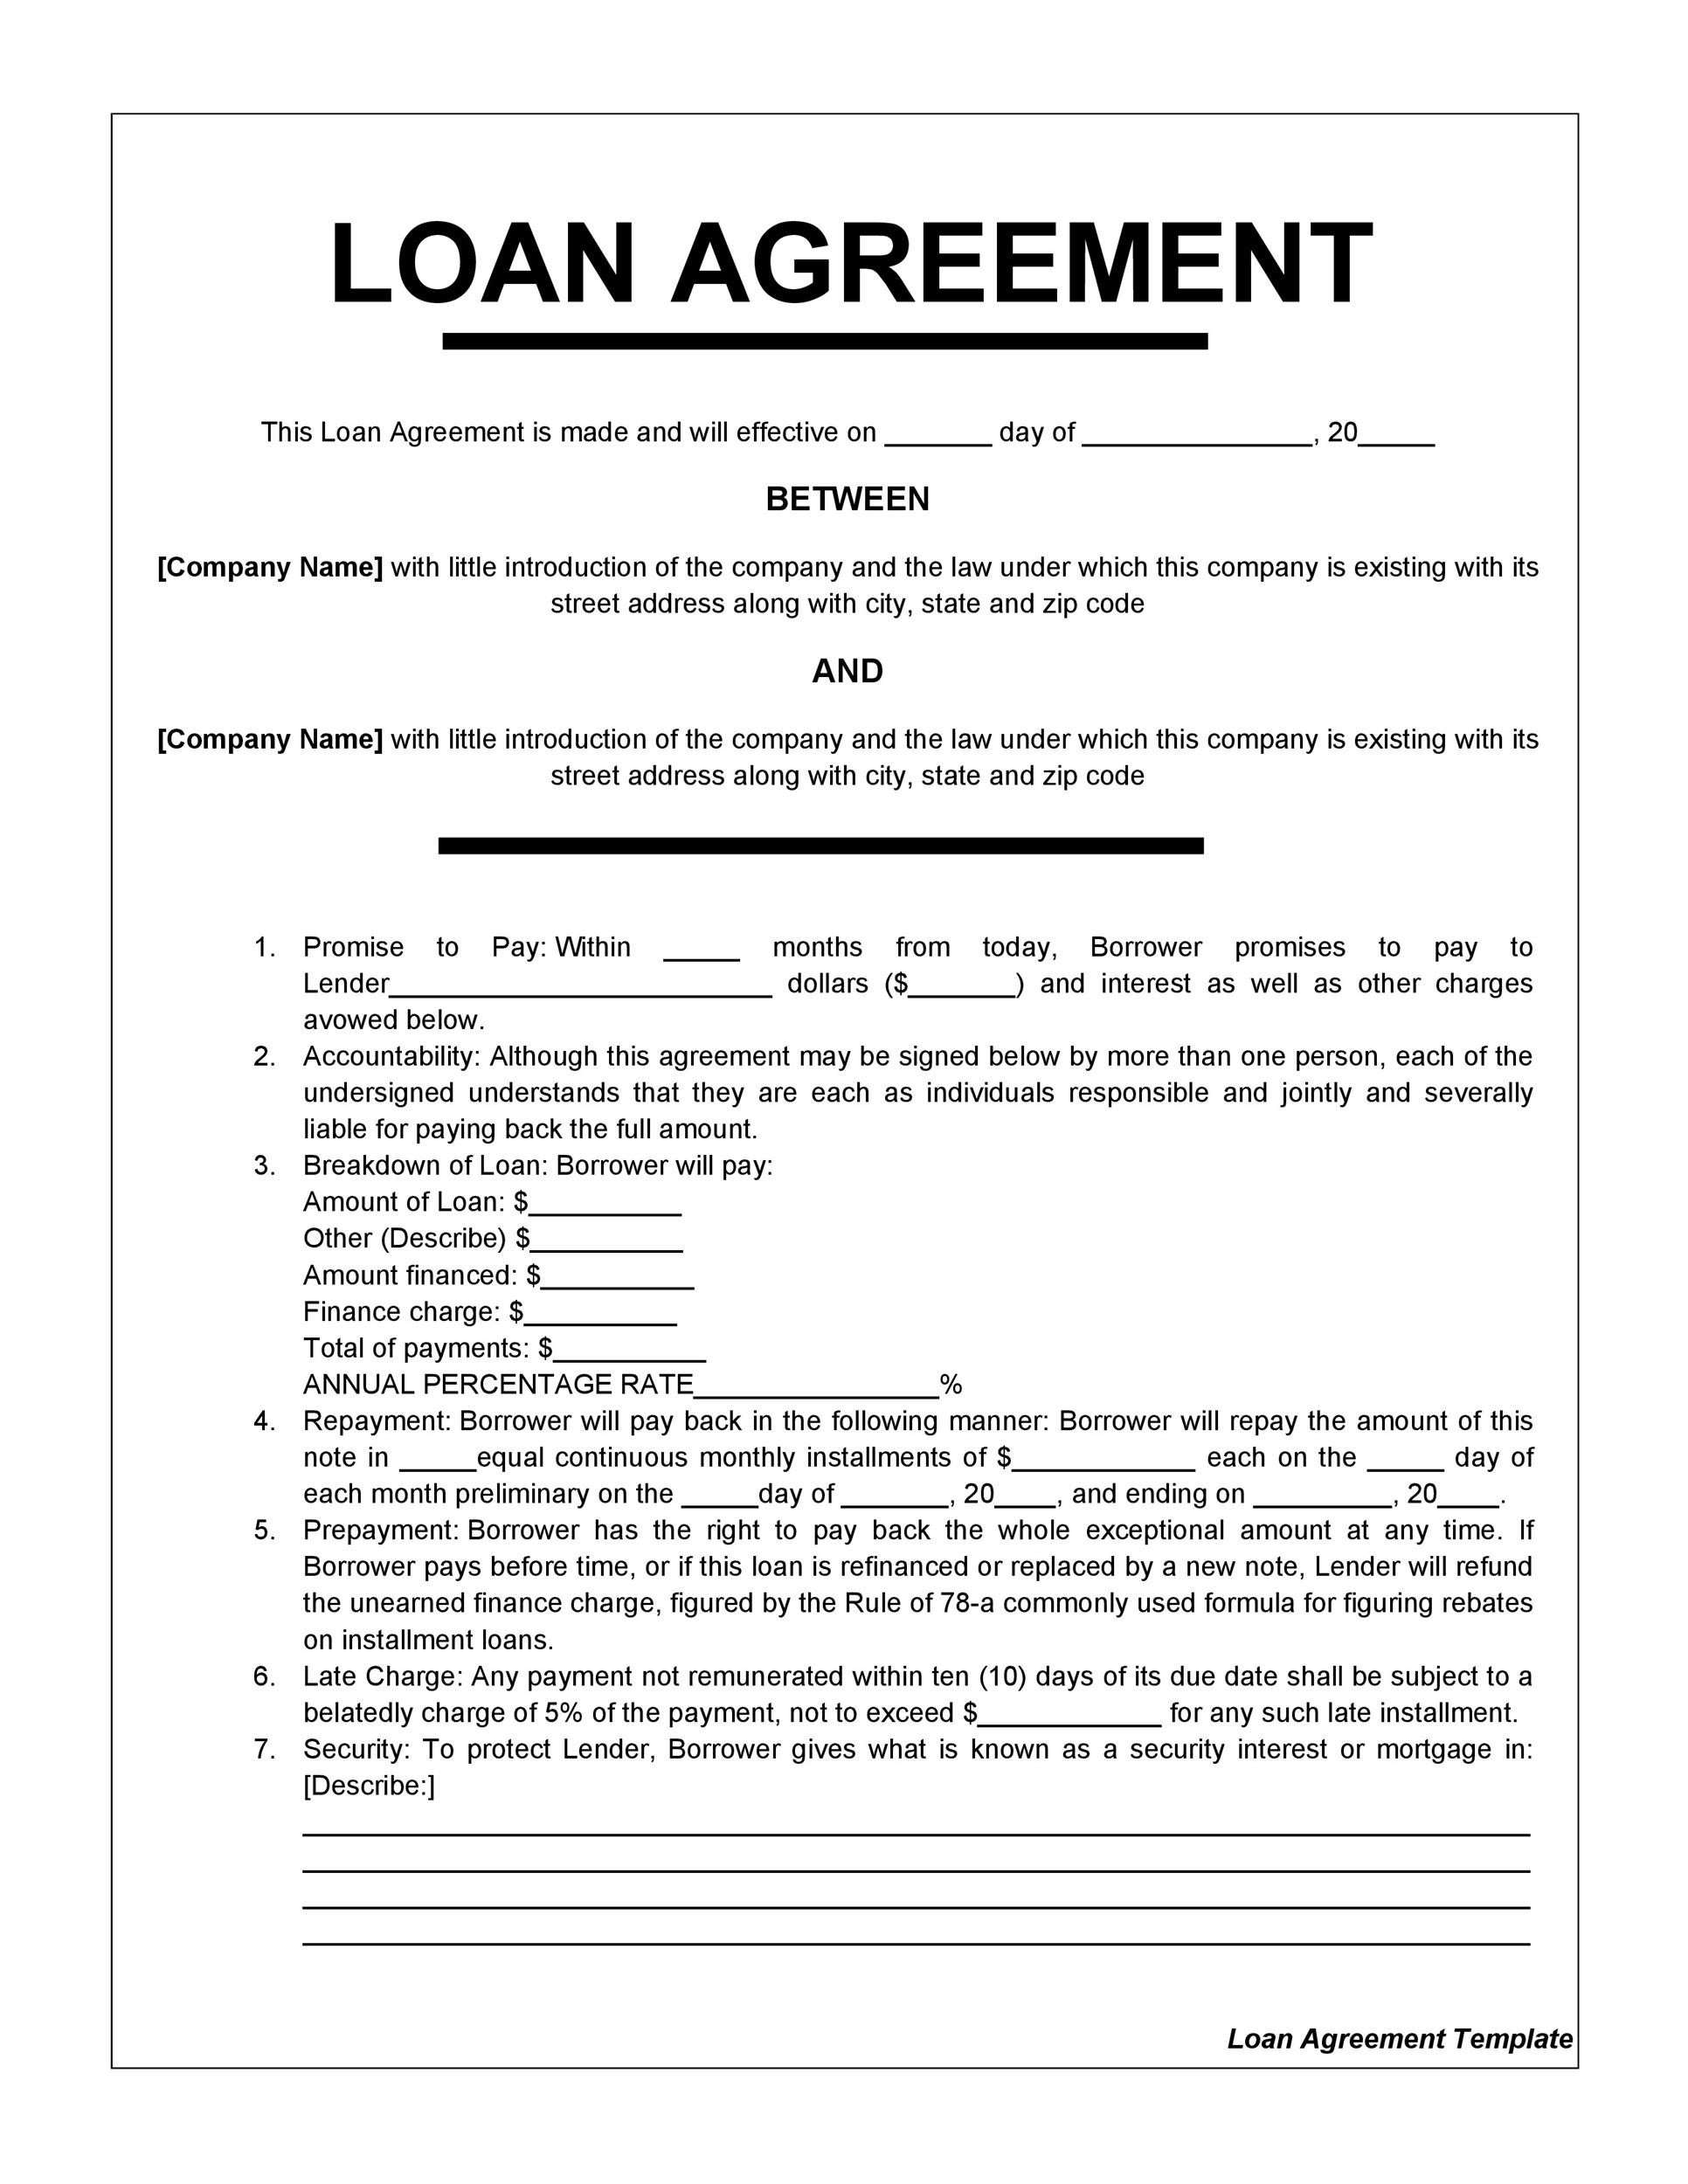 LOAN AGREEMENT
This Loan Agreement is made and will effective on _______ day of _______________, 20_____
BETWEEN
[Company Name] with little introduction of the company and the law under which this company is existing with its
street address along with city, state and zip code
AND
[Company Name] with little introduction of the company and the law under which this company is existing with its
street address along with city, state and zip code
1. Promise to Pay: Within _____ months from today, Borrower promises to pay to
Lender_________________________ dollars ($_______) and interest as well as other charges
avowed below.
2. Accountability: Although this agreement may be signed below by more than one person, each of the
undersigned understands that they are each as individuals responsible and jointly and severally
liable for paying back the full amount.
3. Breakdown of Loan: Borrower will pay:
Amount of Loan: $__________
Other (Describe) $__________
Amount financed: $__________
Finance charge: $__________
Total of payments: $__________
ANNUAL PERCENTAGE RATE________________%
4. Repayment: Borrower will pay back in the following manner: Borrower will repay the amount of this
note in _____equal continuous monthly installments of $____________ each on the _____ day of
each month preliminary on the _____day of _______, 20____, and ending on _________, 20____.
5. Prepayment: Borrower has the right to pay back the whole exceptional amount at any time. If
Borrower pays before time, or if this loan is refinanced or replaced by a new note, Lender will refund
the unearned finance charge, figured by the Rule of 78-a commonly used formula for figuring rebates
on installment loans.
6. Late Charge: Any payment not remunerated within ten (10) days of its due date shall be subject to a
belatedly charge of 5% of the payment, not to exceed $____________ for any such late installment.
7. Security: To protect Lender, Borrower gives what is known as a security interest or mortgage in:
[Describe:]
Loan Agreement Template